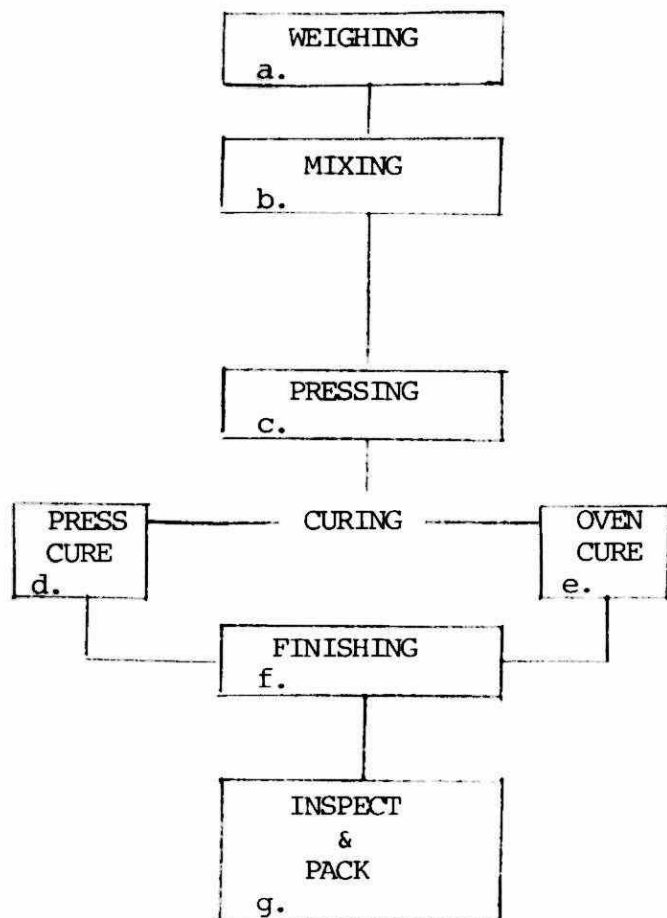 WEIGHING
a.
MIXING
b.
PRESSING
c.
PRESS CURING OVEN
CURE CURE
d. e.
FINISHING
f.
INSPECT
&
PACK
g.